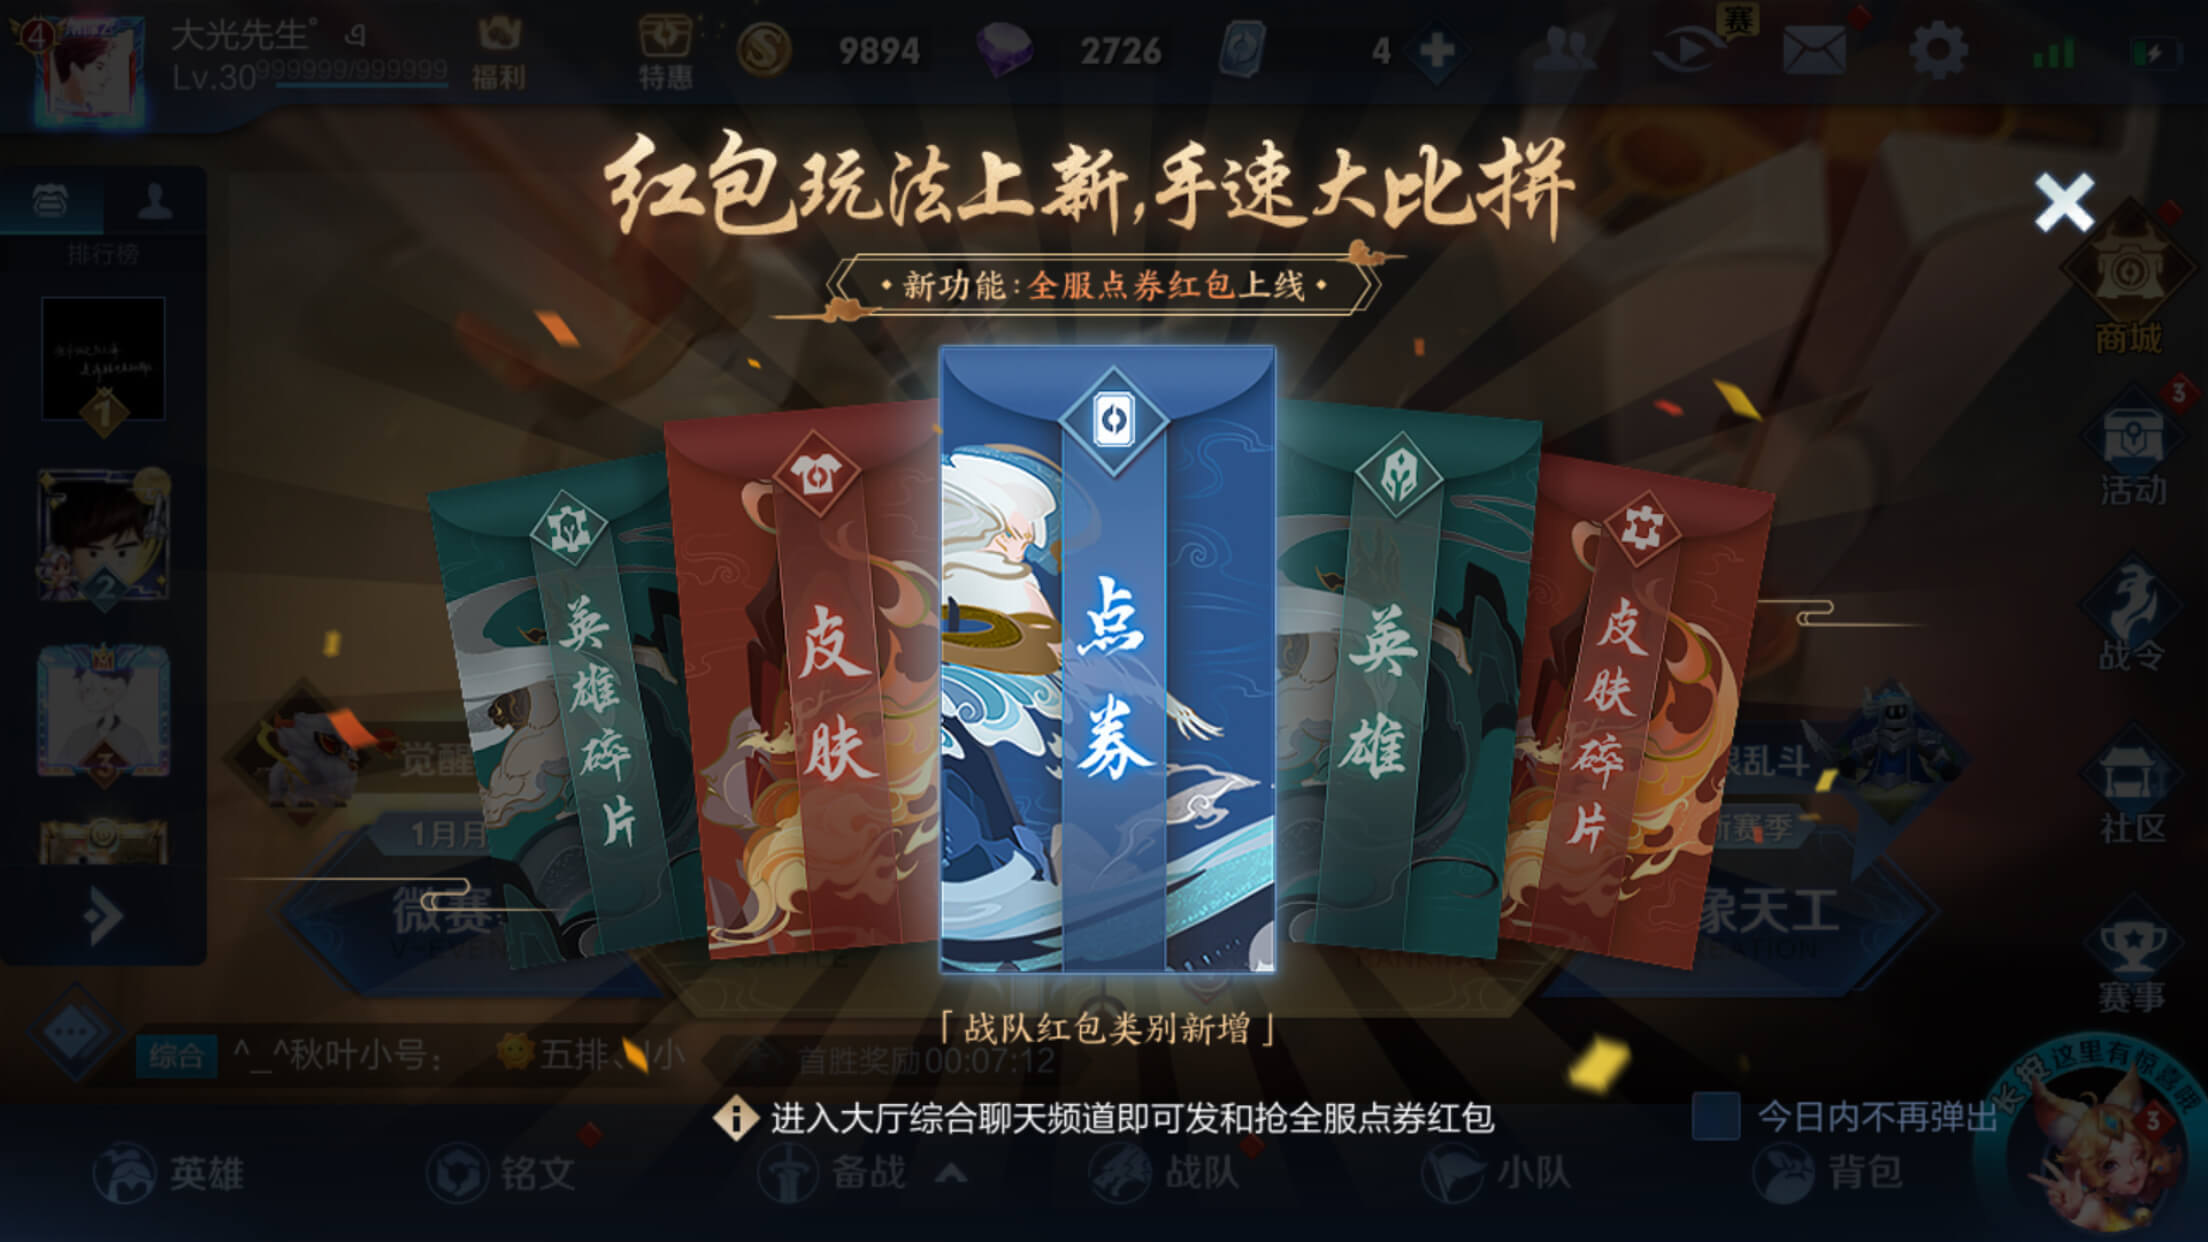 4
大光先生°
Lv.30
999999/999999
福利
特惠
9894
2726
4
赛
红包玩法上新,手速大比拼
·新功能:全服点券红包上线·
排行榜
1
2
3
商城
3
活动
战令
社区
赛事
英雄碎片
皮肤
点券
英雄
皮肤碎片
觉醒
1月
微赛
乱斗
新赛季
象天工
「战队红包类别新增」
综合
^_^秋叶小号:
五排、
小
首胜奖励00:07:12
进入大厅综合聊天频道即可发和抢全服点券红包
今日内不再弹出
长按这里有惊喜哦
3
英雄
铭文
备战
战队
小队
背包